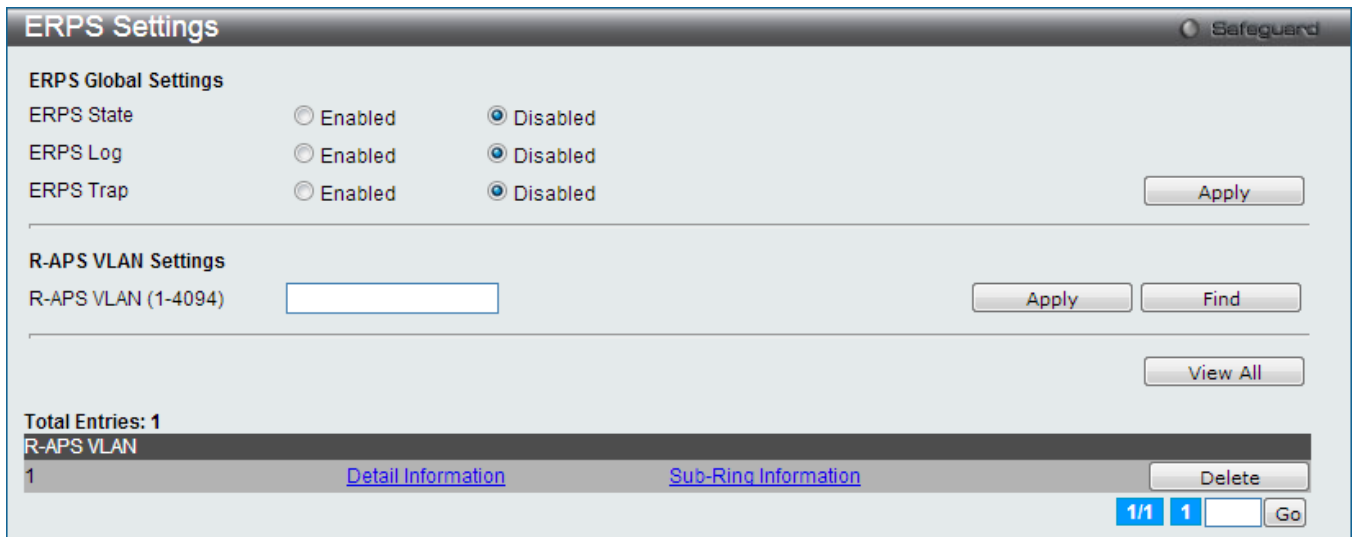 ERPS Settings
Safeguard
ERPS Global Settings
ERPS State Enabled Disabled
ERPS Log Enabled Disabled
ERPS Trap Enabled Disabled Apply
R-APS VLAN Settings
R-APS VLAN (1-4094) Apply Find
View All
Total Entries: 1
R-APS VLAN
1 Detail Information Sub-Ring Information Delete
1/1 1 Go